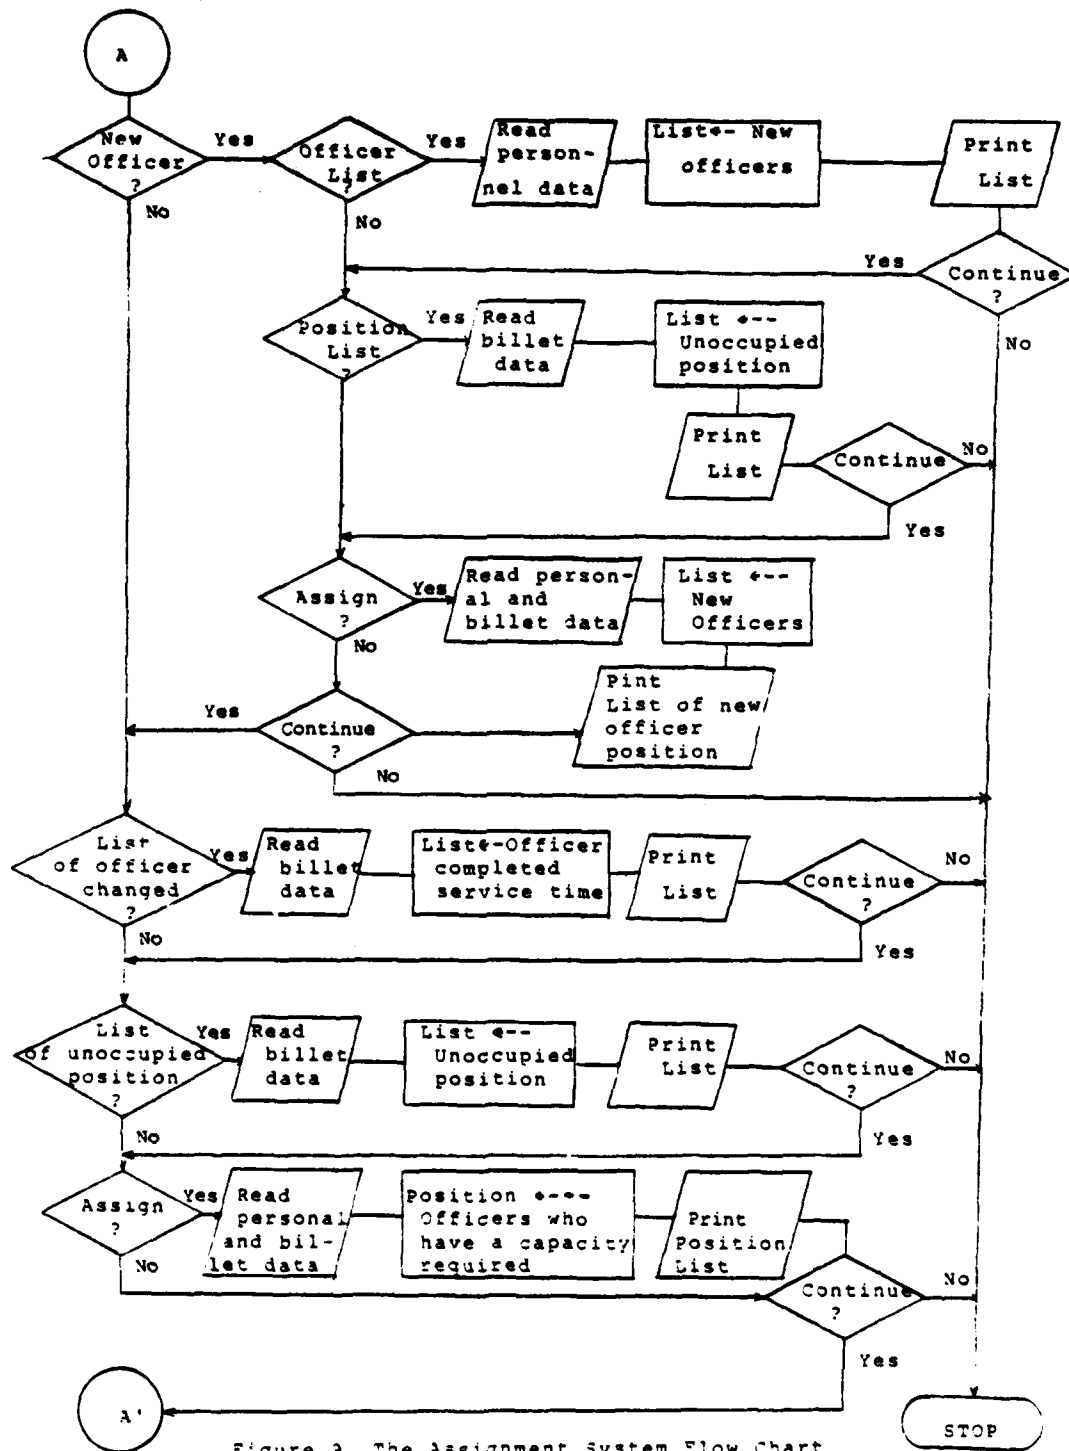 A
New
Officer
?
Yes
Officer
List
?
Yes
Read
person-
nel data
List←- New
officers
Print
List
No
No
Yes
Continue
?
No
Position
List
?
Yes
Read
billet
data
List ←--
Unoccupied
position
Print
List
Continue
No
Yes
Assign
?
Yes
Read person-
al and
billet data
List ←--
New
Officers
No
Pint
List of new
officer
position
Yes
Continue
?
No
List
of officer
changed
?
Yes
Read
billet
data
List←-Officer
completed
service time
Print
List
Continue
?
No
No
Yes
List
of unoccupied
position
?
Yes
Read
billet
data
List ←--
Unoccupied
position
Print
List
Continue
?
No
No
Yes
Assign
?
Yes
Read
personal
and bil-
let data
Position ←---
Officers who
have a capacity
required
Print
Position
List
No
Continue
?
No
Yes
A'
STOP
The Assignment System Flow Chart